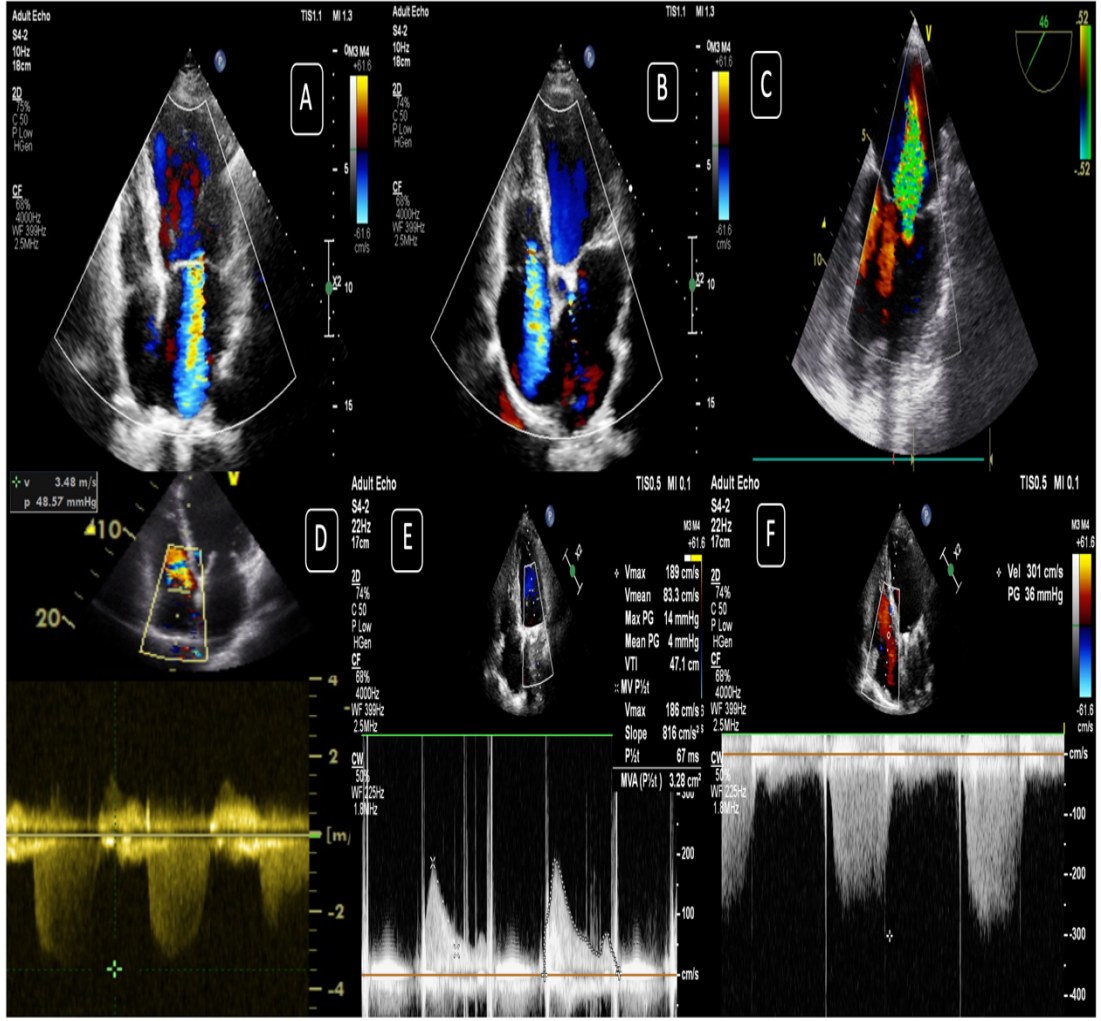 Adult Echo
TIS1.1 MI 1.3
S4-2
10Hz
18cm
2D
75%
C 50
P Low
HGen
CF
68%
4000Hz
WF 399Hz
2.5MHz
A
P
0
M3 M4
+61.6
5
-61.6
cm/s
X2
10
15
Adult Echo
TIS1.1 MI 1.3
S4-2
10Hz
18cm
2D
74%
C 50
P Low
HGen
CF
68%
4000Hz
WF 399Hz
2.5MHz
B
P
0
M3 M4
+61.6
5
-61.6
cm/s
X2
10
15
C
V
46
.52
-.52
5
10
v 3.48 m/s
p 48.57 mmHg
V
D
10
20
4
2
[m/
-2
-4
Adult Echo
TIS0.5 MI 0.1
S4-2
22Hz
17cm
2D
74%
C 50
P Low
HGen
CF
68%
4000Hz
WF 399Hz
2.5MHz
CW
50%
WF 225Hz
1.8MHz
E
P
M3 M4
+61.6
Vmax 189 cm/s
Vmean 83.3 cm/s
Max PG 14 mmHg
Mean PG 4 mmHg
VTI 47.1 cm
MV P½t
Vmax 186 cm/s
Slope 816 cm/s²
P½t 67 ms
MVA (P½t) 3.28 cm²
-200
-100
-cm/s
Adult Echo
TIS0.5 MI 0.1
S4-2
22Hz
17cm
2D
74%
C 50
P Low
HGen
CF
68%
4000Hz
WF 399Hz
2.5MHz
CW
50%
WF 225Hz
1.8MHz
F
P
M3 M4
+61.6
Vel 301 cm/s
PG 36 mmHg
-61.6
cm/s
-cm/s
--100
--200
--300
--400